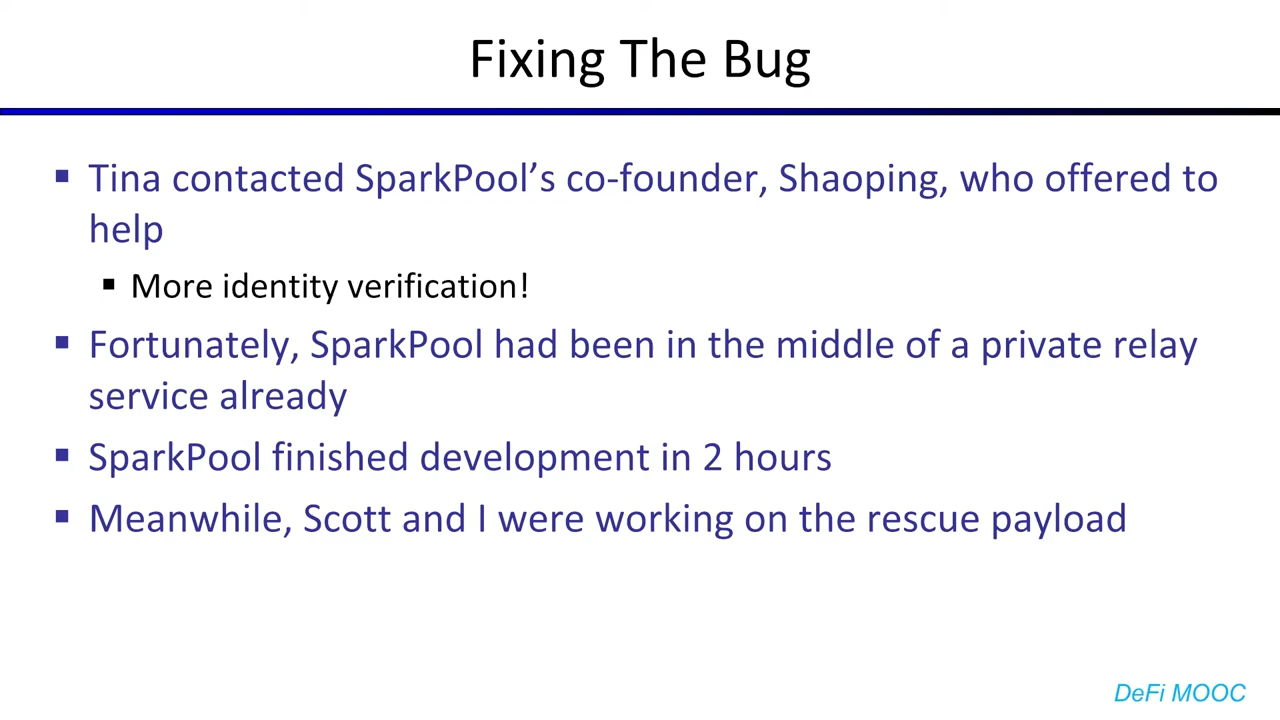 Fixing The Bug
▪ Tina contacted SparkPool’s co-founder, Shaoping, who offered to
help
▪ More identity verification!
▪ Fortunately, SparkPool had been in the middle of a private relay
service already
▪ SparkPool finished development in 2 hours
▪ Meanwhile, Scott and I were working on the rescue payload
DeFi MOOC